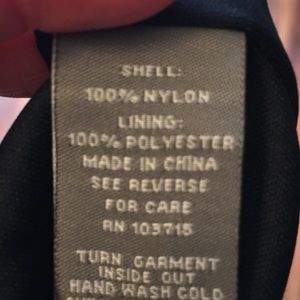 SHELL:
100% NYLON
LINING:
100% POLYESTER
MADE IN CHINA
SEE REVERSE
FOR CARE
RN 103715
TURN GARMENT
INSIDE OUT
HAND WASH COLD